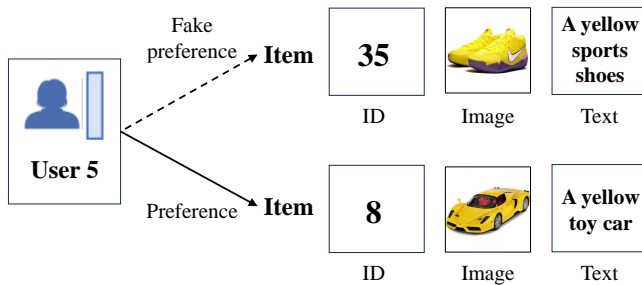 Fake
preference
Item
35
A yellow
sports
shoes
ID
Image
Text
User 5
Preference
Item
8
A yellow
toy car
ID
Image
Text